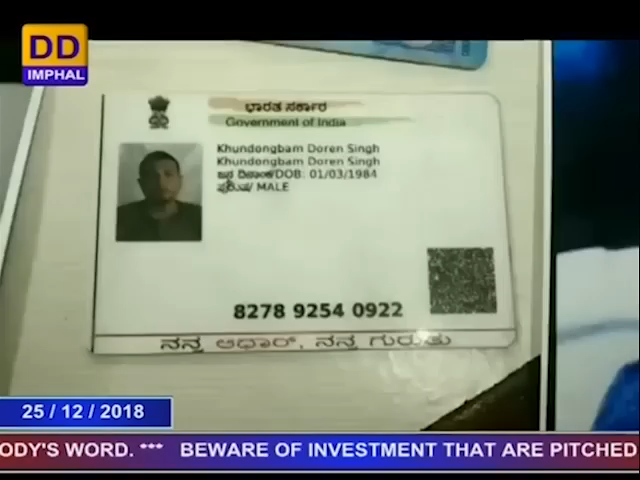 DD
IMPHAL
ಭಾರತ ಸರ್ಕಾರ
Government of India
Khundongbam Doren Singh
Khundongbam Doren Singh
ಜನ್ಮ ದಿನಾಂಕ/DOB: 01/03/1984
ಪುರುಷ/ MALE
8278 9254 0922
ನನ್ನ ಆಧಾರ್, ನನ್ನ ಗುರುತು
25 / 12 / 2018
ODY'S WORD. *** BEWARE OF INVESTMENT THAT ARE PITCHED